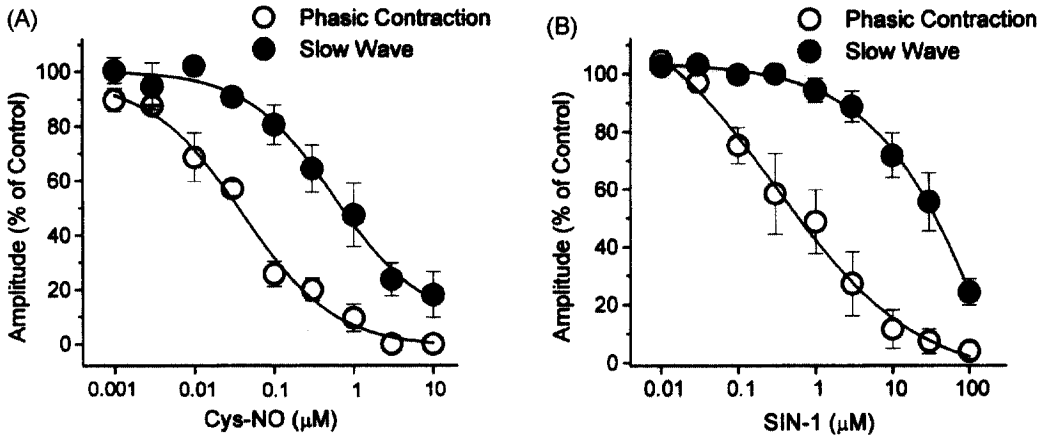 (A)
Phasic Contraction
Slow Wave
Amplitude (% of Control)
100
80
60
40
20
0
0.001
0.01
0.1
1
10
Cys-NO (μM)
(B)
Phasic Contraction
Slow Wave
Amplitude (% of Control)
100
80
60
40
20
0
0.01
0.1
1
10
100
SIN-1 (μM)